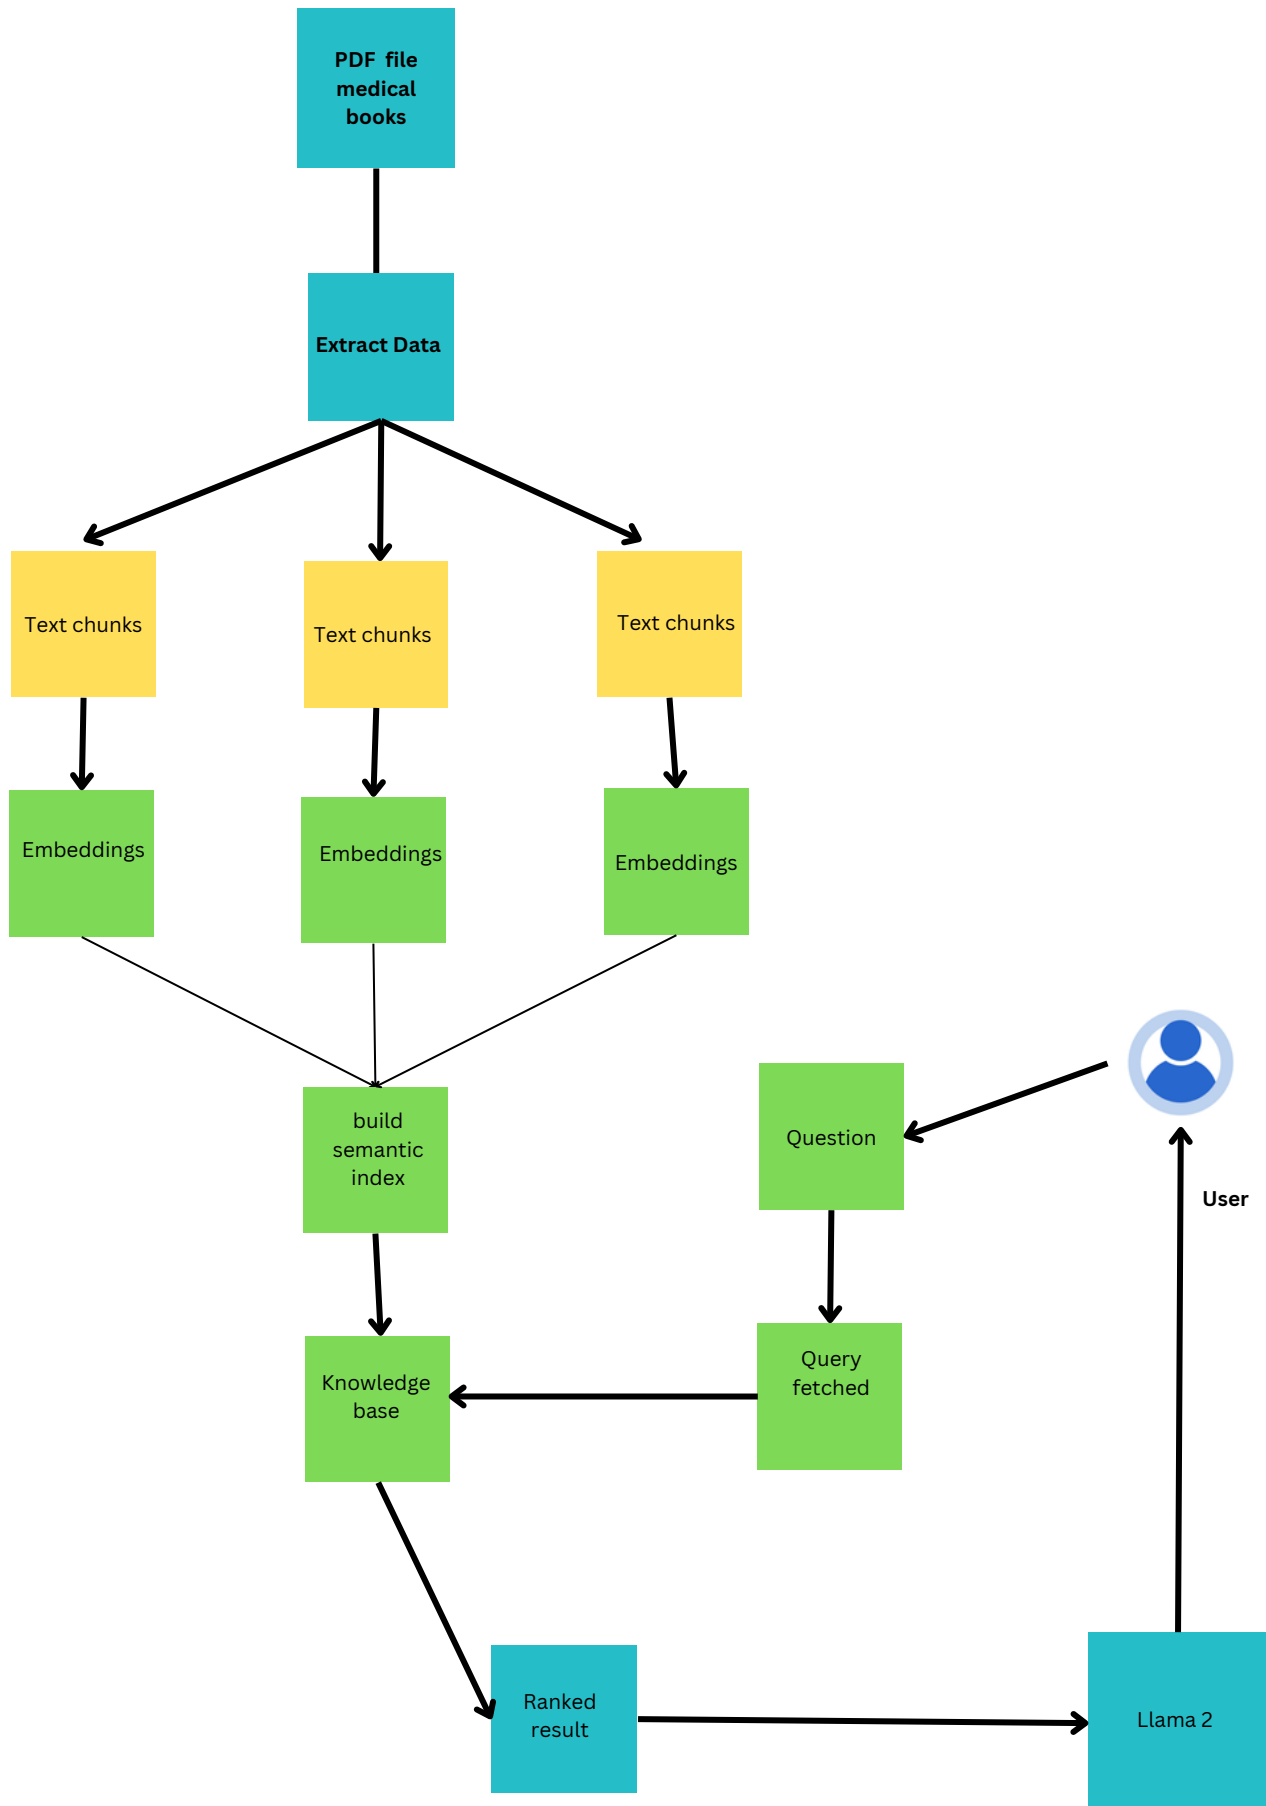 PDF file
medical
books
Extract Data
Text chunks
Text chunks
Text chunks
Embeddings
Embeddings
Embeddings
build
semantic
index
Question
User
Knowledge
base
Query
fetched
Ranked
result
Llama 2